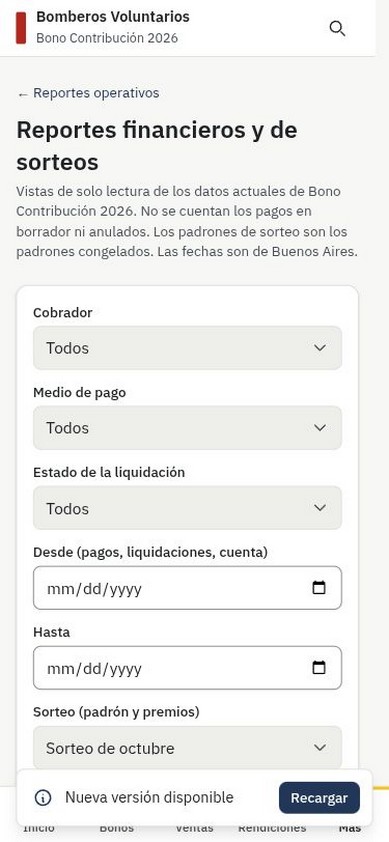 Bomberos Voluntarios
Bono Contribución 2026
← Reportes operativos
Reportes financieros y de
sorteos
Vistas de solo lectura de los datos actuales de Bono
Contribución 2026. No se cuentan los pagos en
borrador ni anulados. Los padrones de sorteo son los
padrones congelados. Las fechas son de Buenos Aires.
Cobrador
Todos
Medio de pago
Todos
Estado de la liquidación
Todos
Desde (pagos, liquidaciones, cuenta)
mm/dd/yyyy
Hasta
mm/dd/yyyy
Sorteo (padrón y premios)
Sorteo de octubre
Nueva versión disponible
Recargar
Inicio Bonos Ventas Rendiciones Más